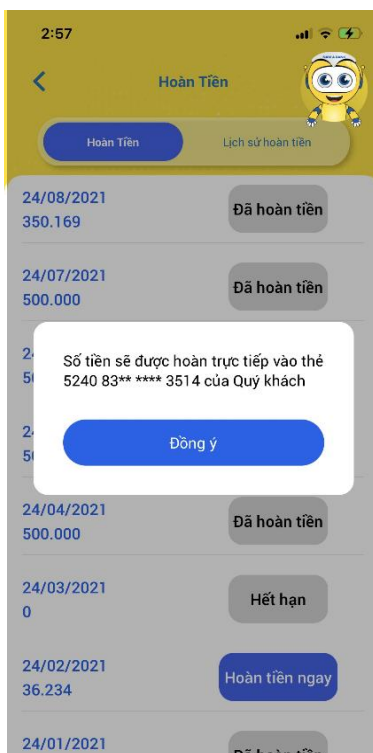 2:57
Hoàn Tiền
Hoàn Tiền
Lịch sử hoàn tiền
24/08/2021
350.169
Đã hoàn tiền
24/07/2021
500.000
Đã hoàn tiền
Số tiền sẽ được hoàn trực tiếp vào thẻ
5240 83** **** 3514 của Quý khách
Đồng ý
24/04/2021
500.000
Đã hoàn tiền
24/03/2021
0
Hết hạn
24/02/2021
36.234
Hoàn tiền ngay
24/01/2021
Đã hoàn tiền